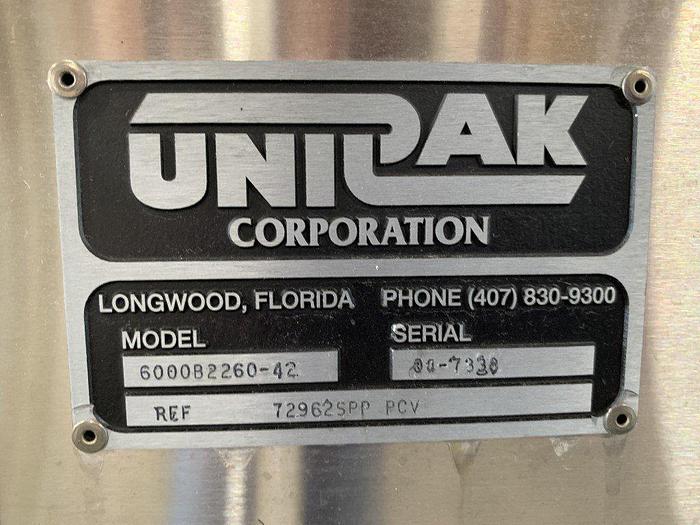 UNIPAK
CORPORATION
LONGWOOD, FLORIDA PHONE (407) 830-9300
MODEL SERIAL
6000B2260-42
REF 72962SPP PCV